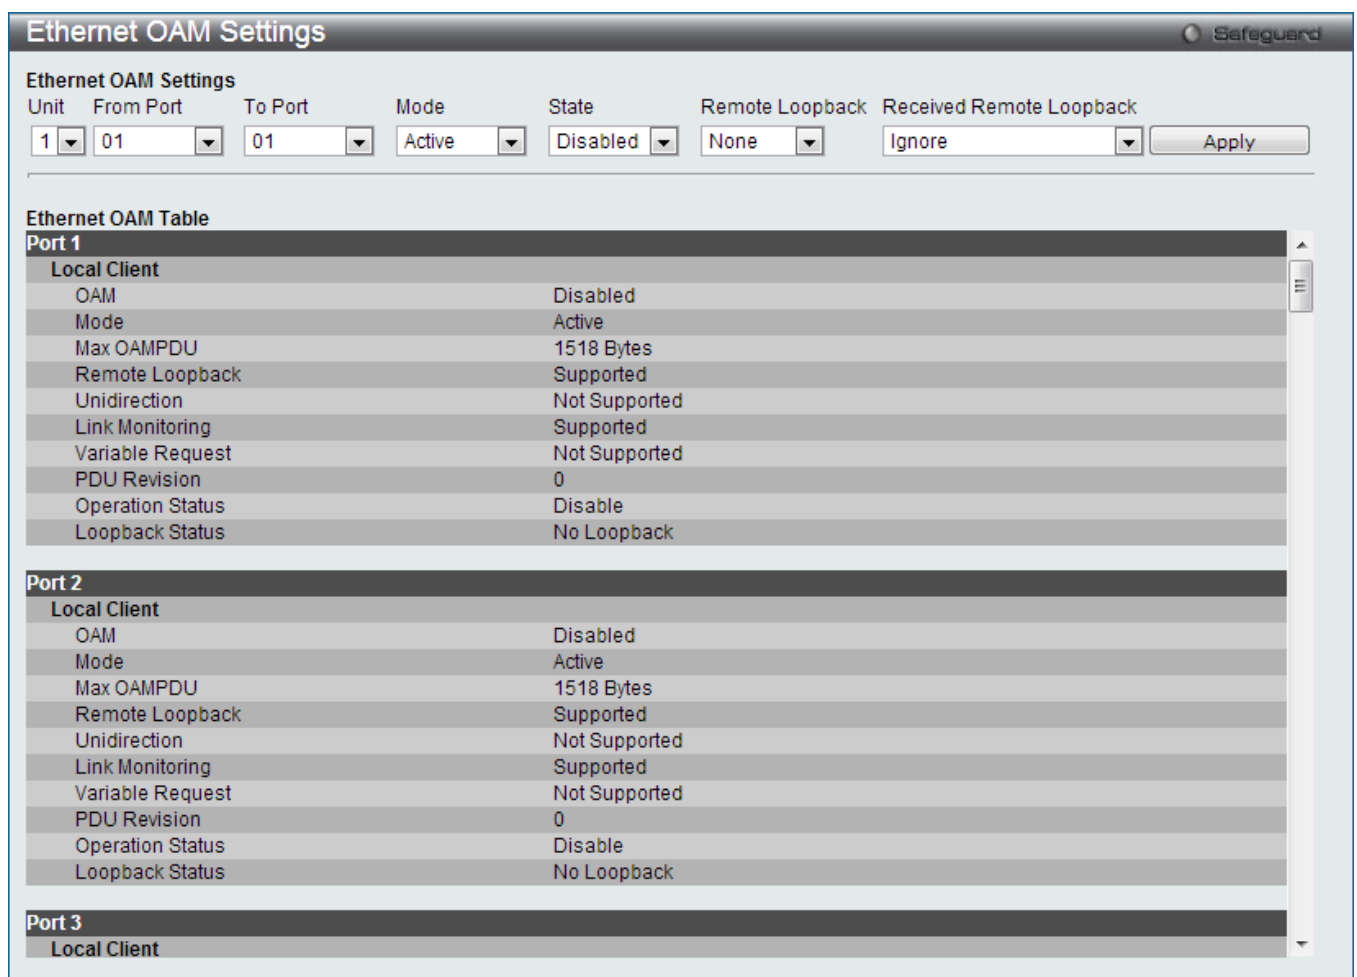 Ethernet OAM Settings Safeguard
Ethernet OAM Settings
Unit From Port To Port Mode State Remote Loopback Received Remote Loopback
1 01 01 Active Disabled None Ignore Apply
Ethernet OAM Table
Port 1
Local Client
OAM Disabled
Mode Active
Max OAMPDU 1518 Bytes
Remote Loopback Supported
Unidirection Not Supported
Link Monitoring Supported
Variable Request Not Supported
PDU Revision 0
Operation Status Disable
Loopback Status No Loopback
Port 2
Local Client
OAM Disabled
Mode Active
Max OAMPDU 1518 Bytes
Remote Loopback Supported
Unidirection Not Supported
Link Monitoring Supported
Variable Request Not Supported
PDU Revision 0
Operation Status Disable
Loopback Status No Loopback
Port 3
Local Client